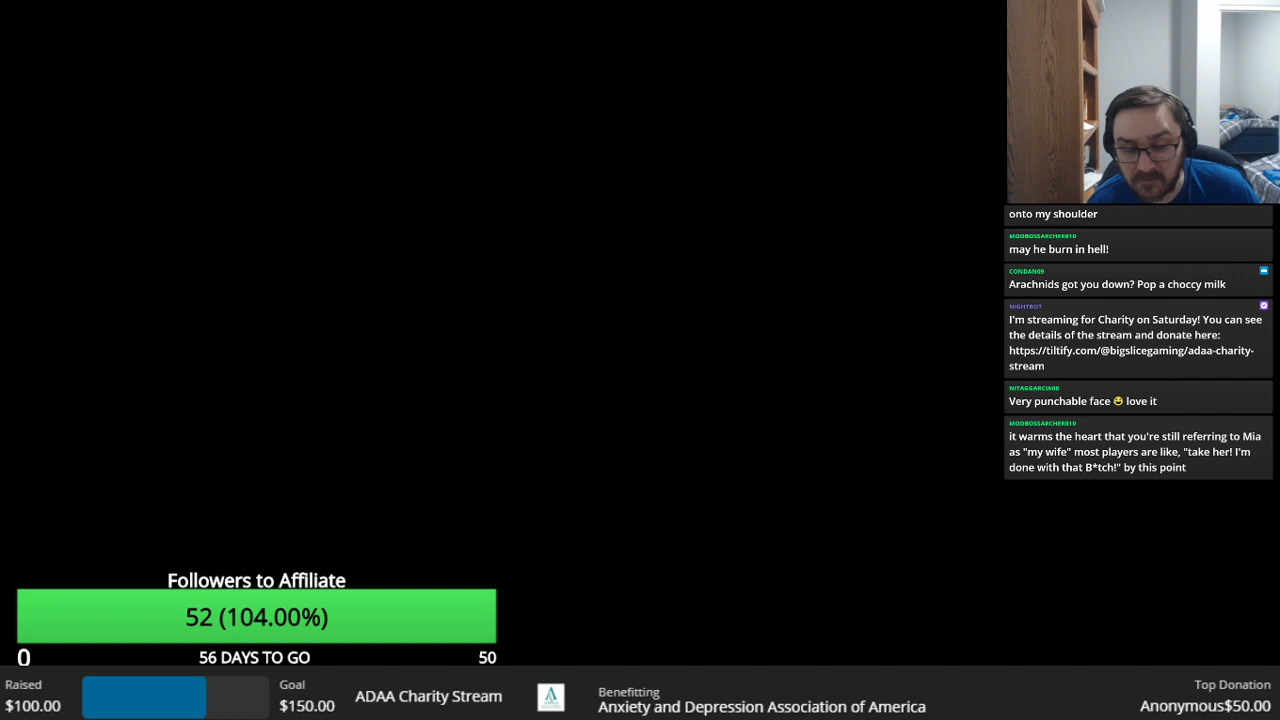 onto my shoulder
MODBOSSARCHER810
may he burn in hell!
CONDAN09
Arachnids got you down? Pop a choccy milk
NIGHTBOT
I'm streaming for Charity on Saturday! You can see
the details of the stream and donate here:
https://tiltify.com/@bigslicegaming/adaa-charity-
stream
NITAGGARCIA08
Very punchable face 😂 love it
MODBOSSARCHER810
it warms the heart that you're still referring to Mia
as "my wife" most players are like, "take her! I'm
done with that B*tch!" by this point
Followers to Affiliate
52 (104.00%)
0
56 DAYS TO GO
50
Raised
$100.00
Goal
$150.00
ADAA Charity Stream
Benefitting
Anxiety and Depression Association of America
Top Donation
Anonymous$50.00